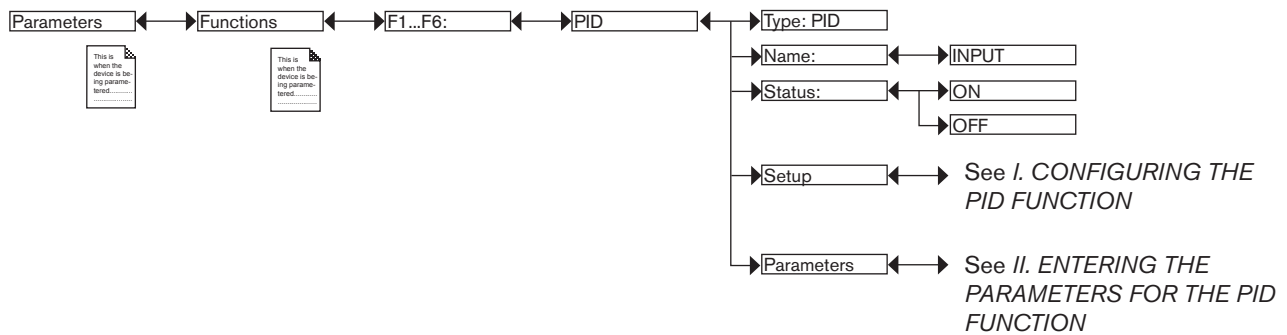 Parameters
Functions
F1...F6:
PID
Type: PID
Name:
INPUT
Status:
ON
OFF
Setup
See I. CONFIGURING THE
PID FUNCTION
Parameters
See II. ENTERING THE
PARAMETERS FOR THE PID
FUNCTION
This is
when the
device is be-
ing parame-
tered...........
.....................
This is
when the
device is be-
ing parame-
tered...........
.....................